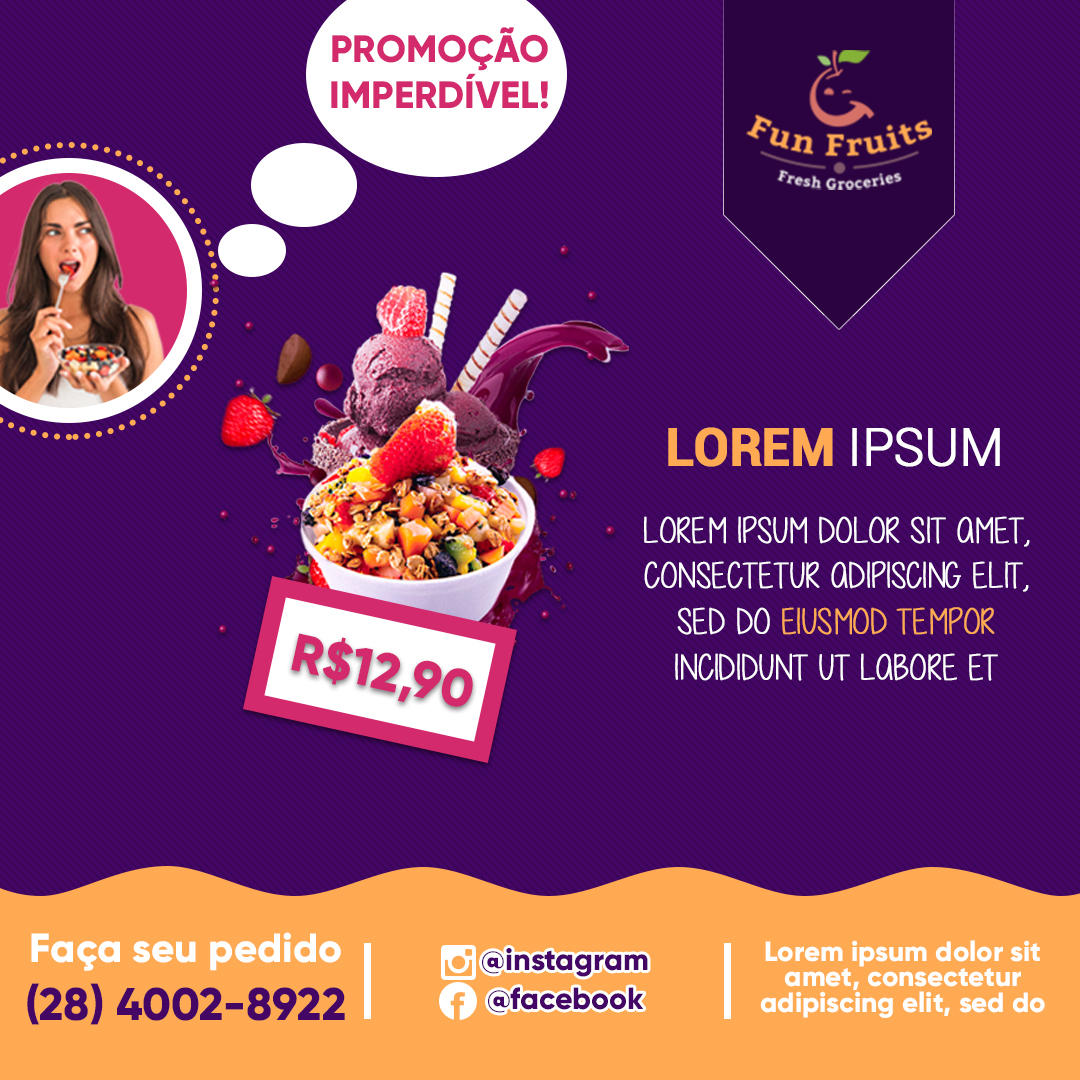 PROMOÇÃO
IMPERDÍVEL!
Fun Fruits
Fresh Groceries
LOREM IPSUM
LOREM IPSUM DOLOR SIT AMET,
CONSECTETUR ADIPISCING ELIT,
SED DO EIUSMOD TEMPOR
INCIDIDUNT UT LABORE ET
R$12,90
Faça seu pedido
(28) 4002-8922
@instagram
@facebook
Lorem ipsum dolor sit
amet, consectetur
adipiscing elit, sed do